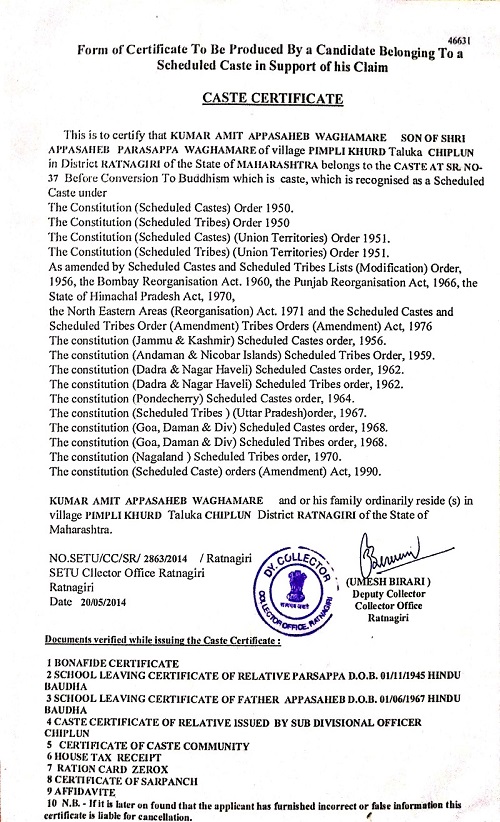 46631
Form of Certificate To Be Produced By a Candidate Belonging To a
Scheduled Caste in Support of his Claim
CASTE CERTIFICATE
This is to certify that KUMAR AMIT APPASAHEB WAGHAMARE SON OF SHRI
APPASAHEB PARASAPPA WAGHAMARE of village PIMPLI KHURD Taluka CHIPLUN
in District RATNAGIRI of the State of MAHARASHTRA belongs to the CASTE AT SR. NO-
37 Before Conversion To Buddhism which is caste, which is recognised as a Scheduled
Caste under
The Constitution (Scheduled Castes) Order 1950.
The Constitution (Scheduled Tribes) Order 1950
The Constitution (Scheduled Castes) (Union Territories) Order 1951.
The Constitution (Scheduled Tribes) (Union Territories) Order 1951.
As amended by Scheduled Castes and Scheduled Tribes Lists (Modification) Order,
1956, the Bombay Reorganisation Act. 1960, the Punjab Reorganisation Act, 1966, the
State of Himachal Pradesh Act, 1970,
the North Eastern Areas (Reorganisation) Act. 1971 and the Scheduled Castes and
Scheduled Tribes Order (Amendment) Tribes Orders (Amendment) Act, 1976
The constitution (Jammu & Kashmir) Scheduled Castes order, 1956.
The constitution (Andaman & Nicobar Islands) Scheduled Tribes Order, 1959.
The constitution (Dadra & Nagar Haveli) Scheduled Castes order, 1962.
The constitution (Dadra & Nagar Haveli) Scheduled Tribes order, 1962.
The constitution (Pondecherry) Scheduled Castes order, 1964.
The constitution (Scheduled Tribes ) (Uttar Pradesh)order, 1967.
The constitution (Goa, Daman & Div) Scheduled Castes order, 1968.
The constitution (Goa, Daman & Div) Scheduled Tribes order, 1968.
The constitution (Nagaland ) Scheduled Tribes order, 1970.
The constitution (Scheduled Caste) orders (Amendment) Act, 1990.
KUMAR AMIT APPASAHEB WAGHAMARE and or his family ordinarily reside (s) in
village PIMPLI KHURD Taluka CHIPLUN District RATNAGIRI of the State of
Maharashtra.
NO.SETU/CC/SR/ 2863/2014 / Ratnagiri
SETU Cllector Office Ratnagiri
Ratnagiri
Date 20/05/2014
DY. COLLECTOR
सत्यमेव जयते
COLLECTOR OFFICE, RATNAGIRI
(UMESH BIRARI )
Deputy Collector
Collector Office
Ratnagiri
Documents verified while issuing the Caste Certificate :
1 BONAFIDE CERTIFICATE
2 SCHOOL LEAVING CERTIFICATE OF RELATIVE PARSAPPA D.O.B. 01/11/1945 HINDU
BAUDHA
3 SCHOOL LEAVING CERTIFICATE OF FATHER APPASAHEB D.O.B. 01/06/1967 HINDU
BAUDHA
4 CASTE CERTIFICATE OF RELATIVE ISSUED BY SUB DIVISIONAL OFFICER
CHIPLUN
5 CERTIFICATE OF CASTE COMMUNITY
6 HOUSE TAX RECEIPT
7 RATION CARD ZEROX
8 CERTIFICATE OF SARPANCH
9 AFFIDAVITE
10 N.B. - If it is later on found that the applicant has furnished incorrect or false information this
certificate is liable for cancellation.